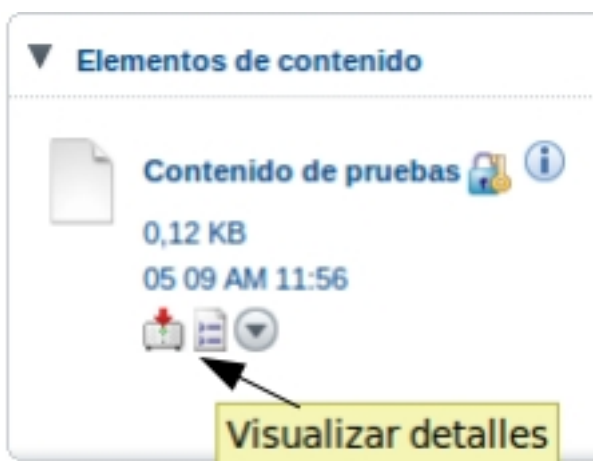 Elementos de contenido
Contenido de pruebas
0,12 KB
05 09 AM 11:56
Visualizar detalles